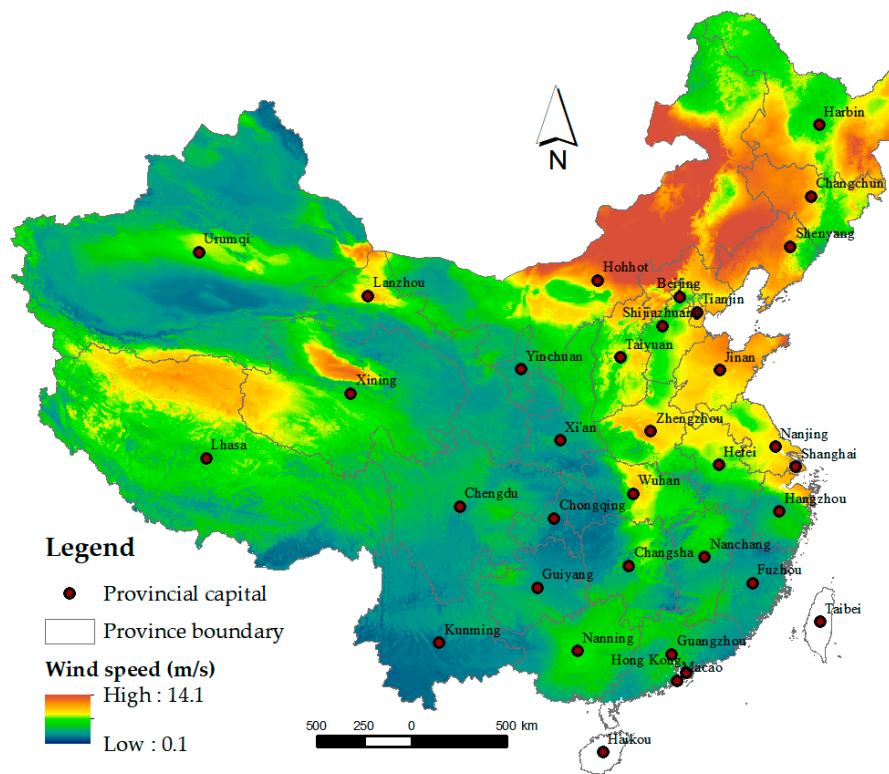 Harbin
Changchun
Shenyang
Urumqi
Hohhot
Lanzhou
Beijing
Tianjin
Shijiazhuang
Taiyuan
Jinan
Yinchuan
Xining
Zhengzhou
Xi'an
Nanjing
Lhasa
Hefei
Shanghai
Wuhan
Chengdu
Hangzhou
Chongqing
Nanchang
Changsha
Fuzhou
Guiyang
Taibei
Kunming
Nanning
Guangzhou
Hong Kong
Macao
Haikou
N
Legend
Provincial capital
Province boundary
Wind speed (m/s)
High : 14.1
Low : 0.1
500 250 0 500 km